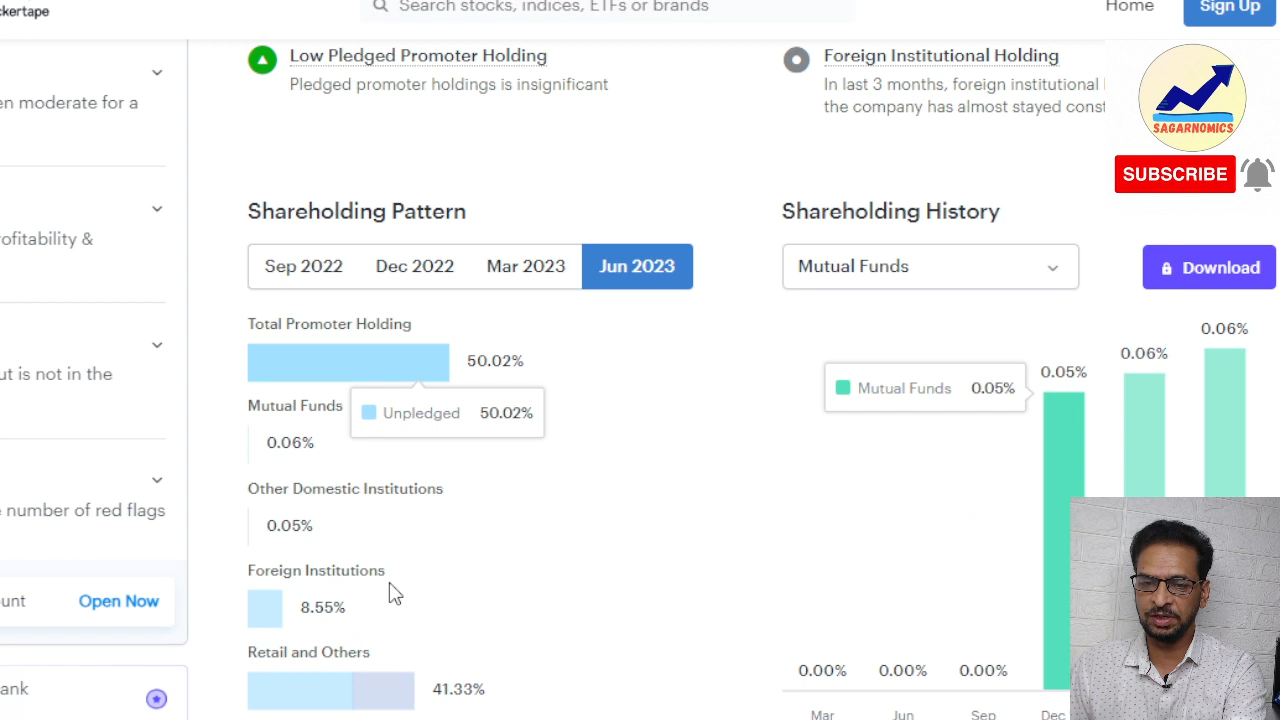 ckertape
Search stocks, indices, ETFs or brands
Home
Sign Up
en moderate for a
rofitability &
ut is not in the
e number of red flags
ount
Open Now
ank
Low Pledged Promoter Holding
Pledged promoter holdings is insignificant
Foreign Institutional Holding
In last 3 months, foreign institutional
the company has almost stayed const
SAGARNOMICS
SUBSCRIBE
Shareholding Pattern
Sep 2022
Dec 2022
Mar 2023
Jun 2023
Total Promoter Holding
50.02%
Unpledged 50.02%
Mutual Funds
0.06%
Other Domestic Institutions
0.05%
Foreign Institutions
8.55%
Retail and Others
41.33%
Shareholding History
Mutual Funds
Download
Mutual Funds 0.05%
0.05%
0.06%
0.06%
0.00%
0.00%
0.00%
Mar
Jun
Sep
Dec